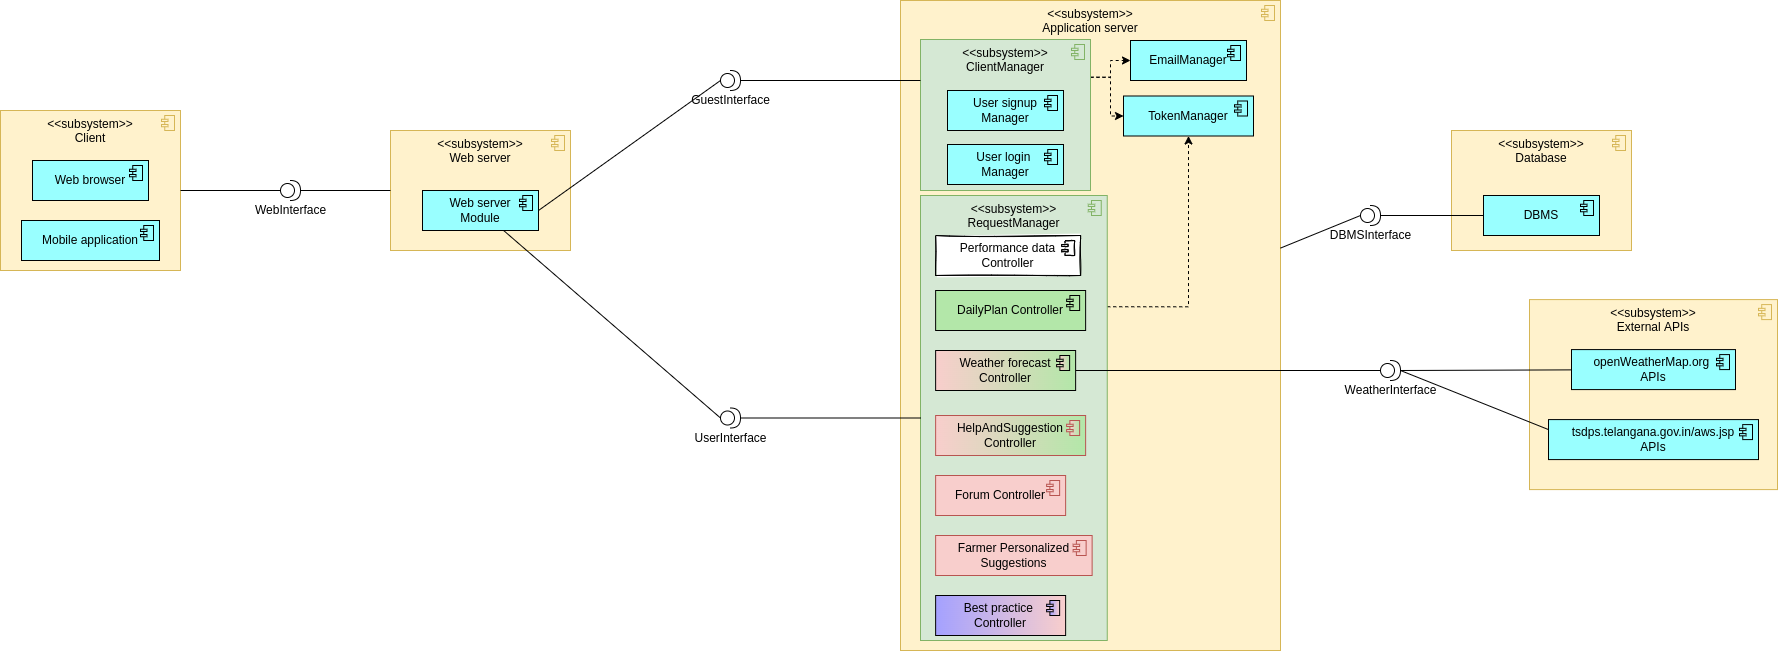 <<subsystem>>
Client
Web browser
Mobile application
WebInterface
<<subsystem>>
Web server
Web server
Module
GuestInterface
UserInterface
<<subsystem>>
Application server
<<subsystem>>
ClientManager
User signup
Manager
User login
Manager
EmailManager
TokenManager
<<subsystem>>
RequestManager
Performance data
Controller
DailyPlan Controller
Weather forecast
Controller
HelpAndSuggestion
Controller
Forum Controller
Farmer Personalized
Suggestions
Best practice
Controller
DBMSInterface
<<subsystem>>
Database
DBMS
WeatherInterface
<<subsystem>>
External APIs
openWeatherMap.org
APIs
tsdps.telangana.gov.in/aws.jsp
APIs